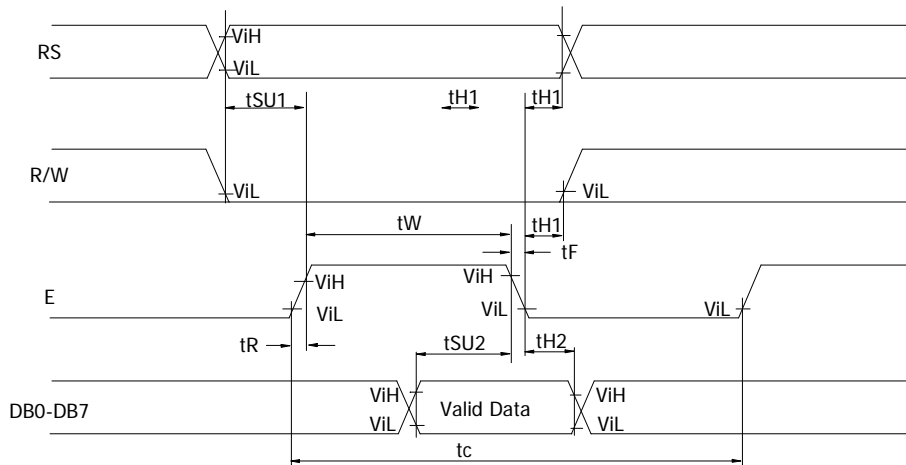 ViH
RS
ViL
tSU1 tH1 tH1
R/W
ViL ViL
tW tH1
tF
ViH ViH
E
ViL ViL ViL
tR tSU2 tH2
ViH ViH
DB0-DB7 Valid Data
ViL ViL
tc